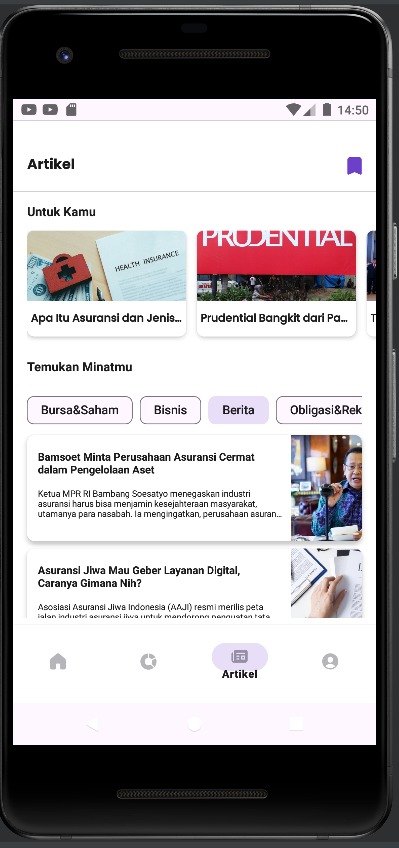 14:50
Artikel
Untuk Kamu
HEALTH INSURANCE
PRUDENTIAL
Apa Itu Asuransi dan Jenis...
Prudential Bangkit dari Pa...
T
Temukan Minatmu
Bursa&Saham
Bisnis
Berita
Obligasi&Rek
Bamsoet Minta Perusahaan Asuransi Cermat
dalam Pengelolaan Aset
Ketua MPR RI Bambang Soesatyo menegaskan industri
asuransi harus bisa menjamin kesejahteraan masyarakat,
utamanya para nasabah. Ia mengingatkan, perusahaan asuran...
Asuransi Jiwa Mau Geber Layanan Digital,
Caranya Gimana Nih?
Asosiasi Asuransi Jiwa Indonesia (AAJI) resmi merilis peta
jalan industri asuransi jiwa untuk mendorong penguatan tata
Artikel